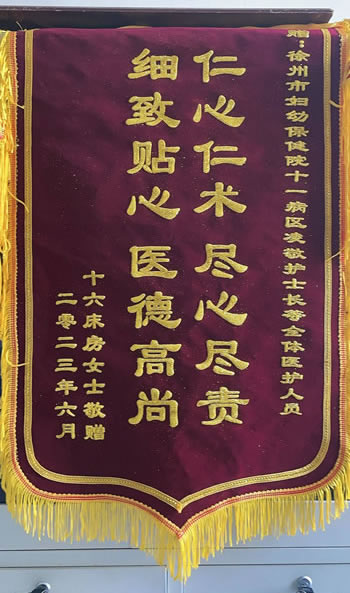 赠：徐州市妇幼保健院十一病区凌敏护士长等全体医护人员
仁心仁术 尽心尽责
细致贴心 医德高尚
十六床房女士敬赠
二零二三年六月